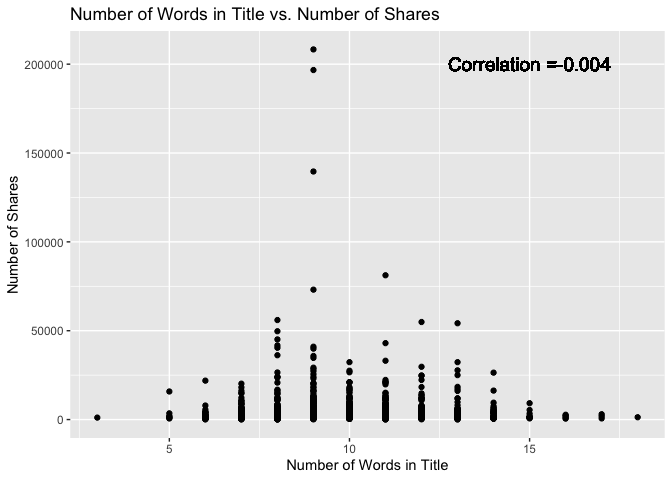 Number of Words in Title vs. Number of Shares
Correlation =-0.004
200000
150000
100000
50000
0
Number of Shares
5
10
15
Number of Words in Title